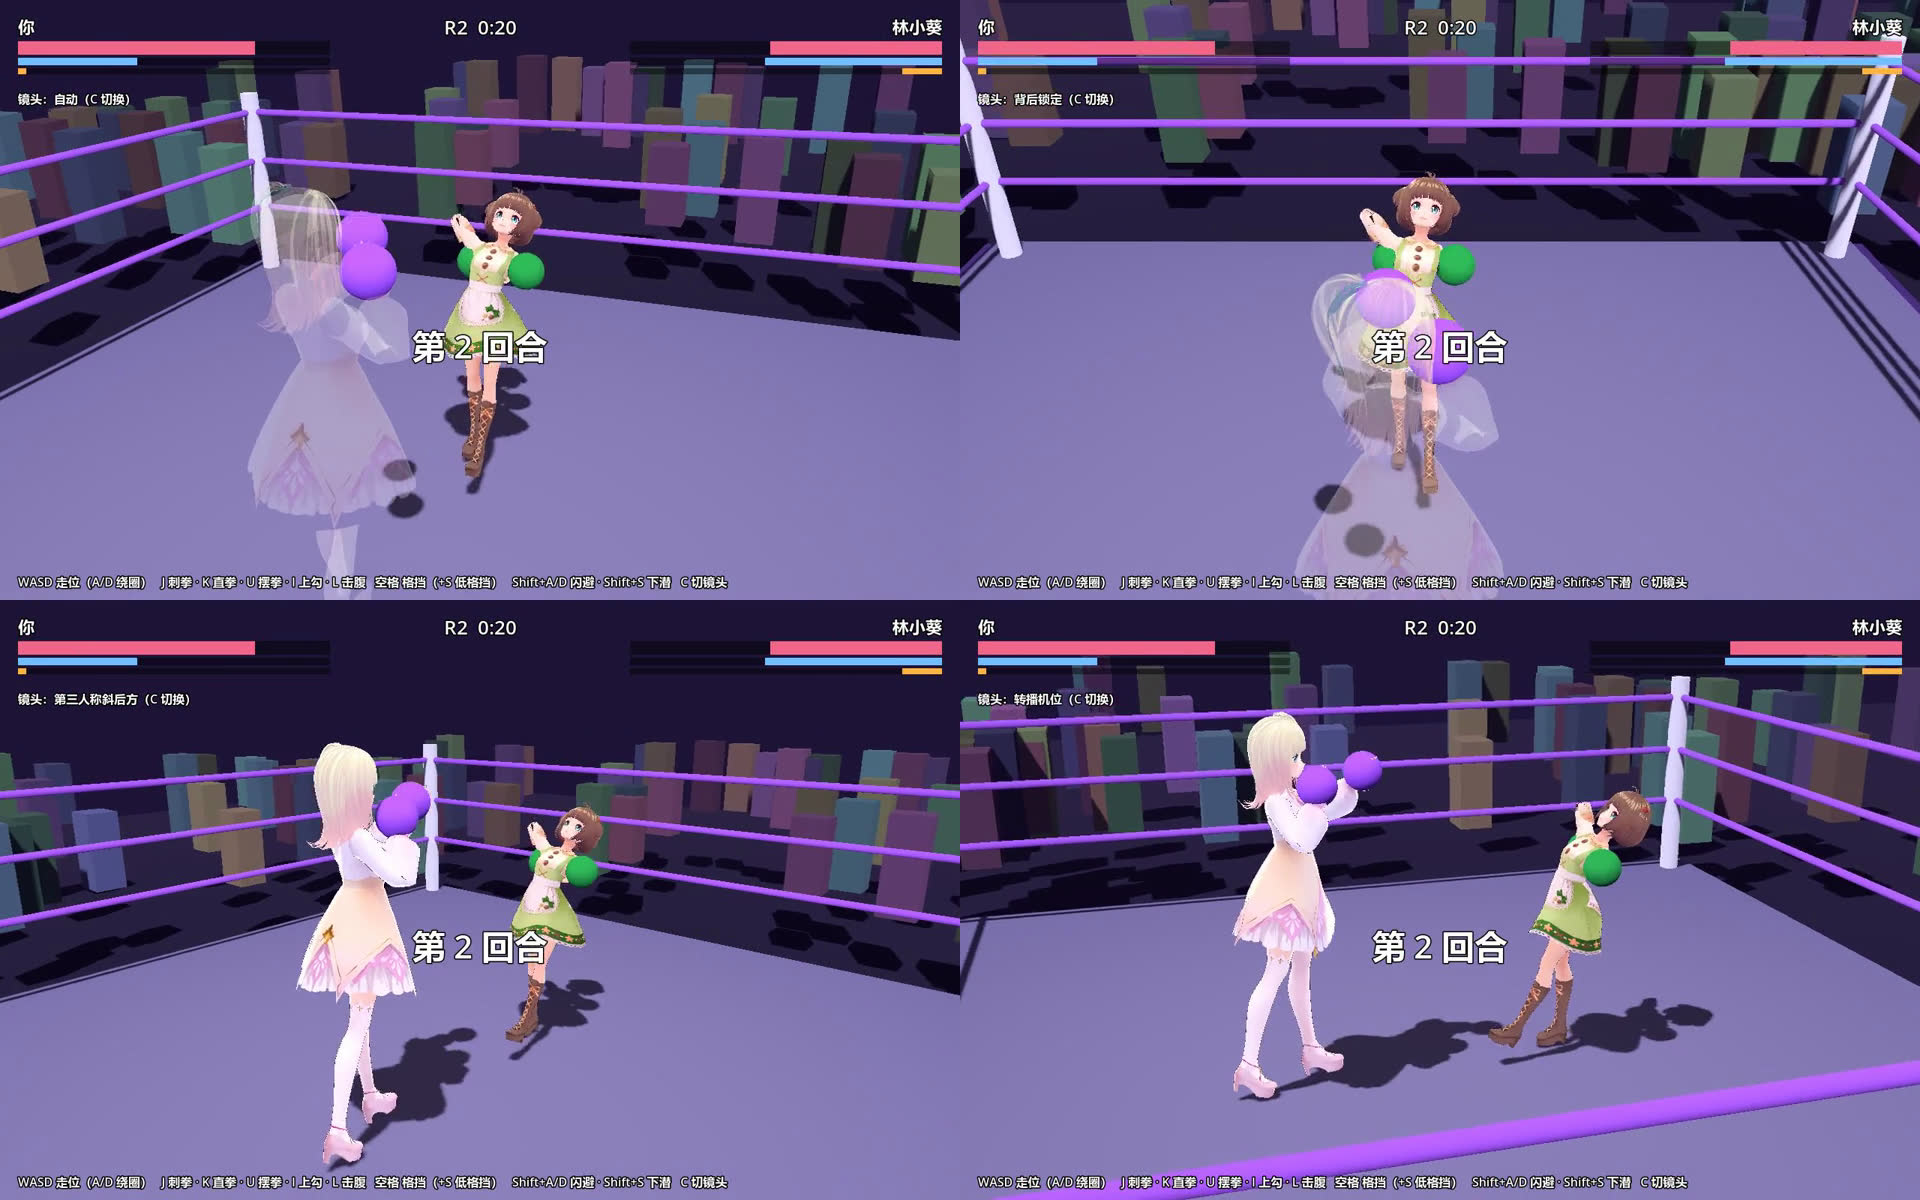 你
R2 0:20
林小葵
镜头：自动（C 切换）
第 2 回合
WASD 走位（A/D 绕圈） J 刺拳 · K 直拳 · U 摆拳 · I 上勾 · L 击腹 空格 格挡（+S 低格挡） Shift+A/D 闪避 · Shift+S 下潜 C 切镜头
你
R2 0:20
林小葵
镜头：背后锁定（C 切换）
第 2 回合
WASD 走位（A/D 绕圈） J 刺拳 · K 直拳 · U 摆拳 · I 上勾 · L 击腹 空格 格挡（+S 低格挡） Shift+A/D 闪避 · Shift+S 下潜 C 切镜头
你
R2 0:20
林小葵
镜头：第三人称斜后方（C 切换）
第 2 回合
WASD 走位（A/D 绕圈） J 刺拳 · K 直拳 · U 摆拳 · I 上勾 · L 击腹 空格 格挡（+S 低格挡） Shift+A/D 闪避 · Shift+S 下潜 C 切镜头
你
R2 0:20
林小葵
镜头：转播机位（C 切换）
第 2 回合
WASD 走位（A/D 绕圈） J 刺拳 · K 直拳 · U 摆拳 · I 上勾 · L 击腹 空格 格挡（+S 低格挡） Shift+A/D 闪避 · Shift+S 下潜 C 切镜头